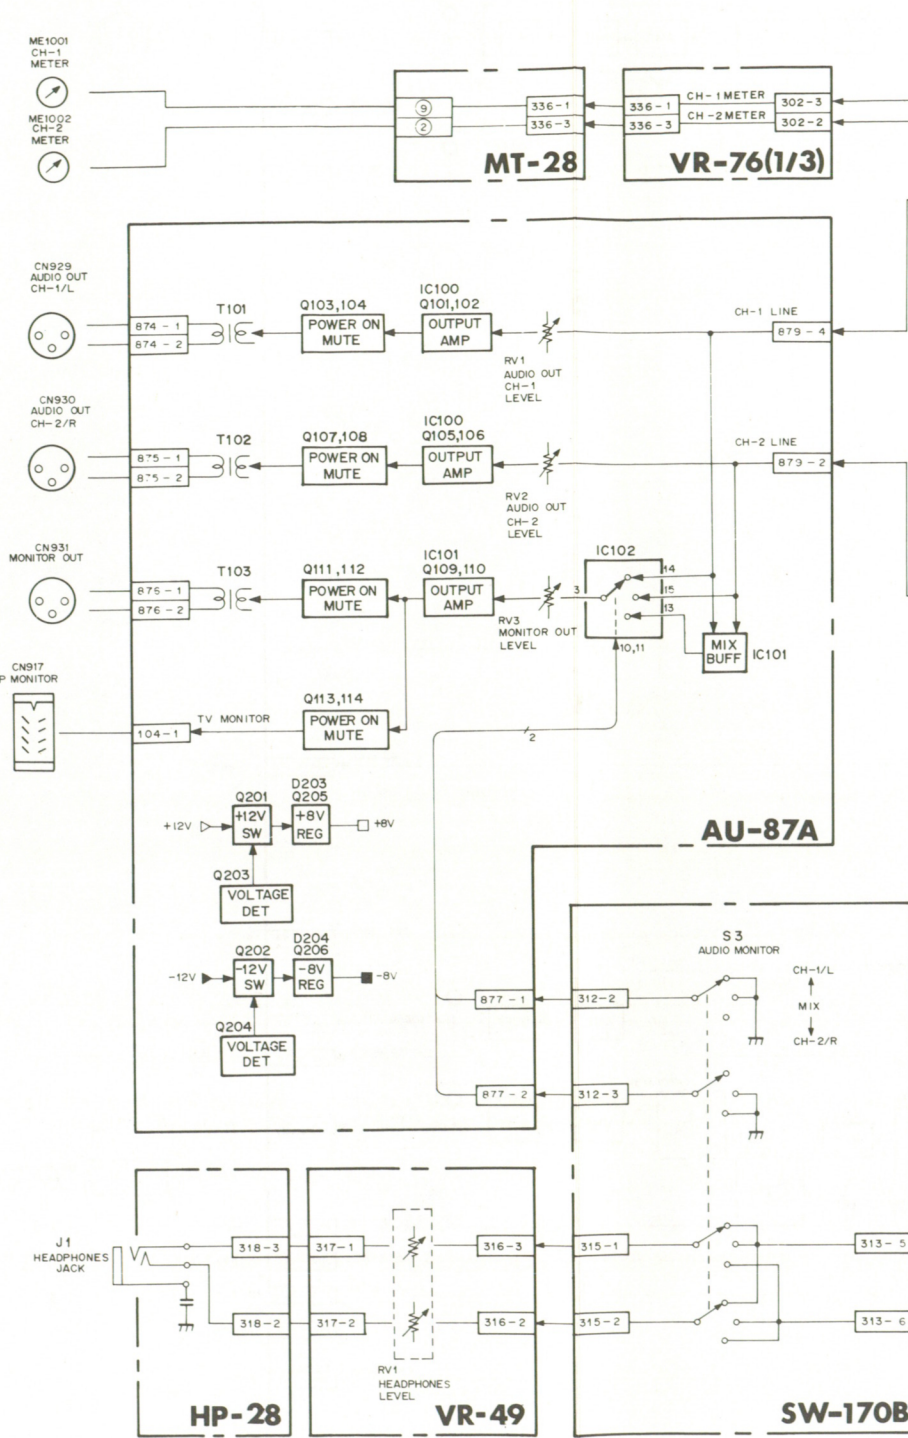 ME1001
CH-1
METER
ME1002
CH-2
METER
9
2
336-1
336-3
MT-28
336-1
336-3
CH-1 METER
CH-2 METER
302-3
302-2
VR-76(1/3)
CN929
AUDIO OUT
CH-1/L
874-1
874-2
T101
Q103,104
POWER ON
MUTE
IC100
Q101,102
OUTPUT
AMP
RV1
AUDIO OUT
CH-1
LEVEL
CH-1 LINE
879-4
CN930
AUDIO OUT
CH-2/R
875-1
875-2
T102
Q107,108
POWER ON
MUTE
IC100
Q105,106
OUTPUT
AMP
RV2
AUDIO OUT
CH-2
LEVEL
CH-2 LINE
879-2
CN931
MONITOR OUT
876-1
876-2
T103
Q111,112
POWER ON
MUTE
IC101
Q109,110
OUTPUT
AMP
RV3
MONITOR OUT
LEVEL
3
IC102
14
15
13
10,11
MIX
BUFF
IC101
CN917
P MONITOR
104-1
TV MONITOR
Q113,114
POWER ON
MUTE
2
+12V
Q201
+12V
SW
D203
Q205
+8V
REG
+8V
Q203
VOLTAGE
DET
AU-87A
-12V
Q202
-12V
SW
D204
Q206
-8V
REG
-8V
Q204
VOLTAGE
DET
877-1
877-2
312-2
312-3
S3
AUDIO MONITOR
CH-1/L
MIX
CH-2/R
J1
HEADPHONES
JACK
318-3
318-2
HP-28
317-1
317-2
RV1
HEADPHONES
LEVEL
316-3
316-2
VR-49
315-1
315-2
313-5
313-6
SW-170B